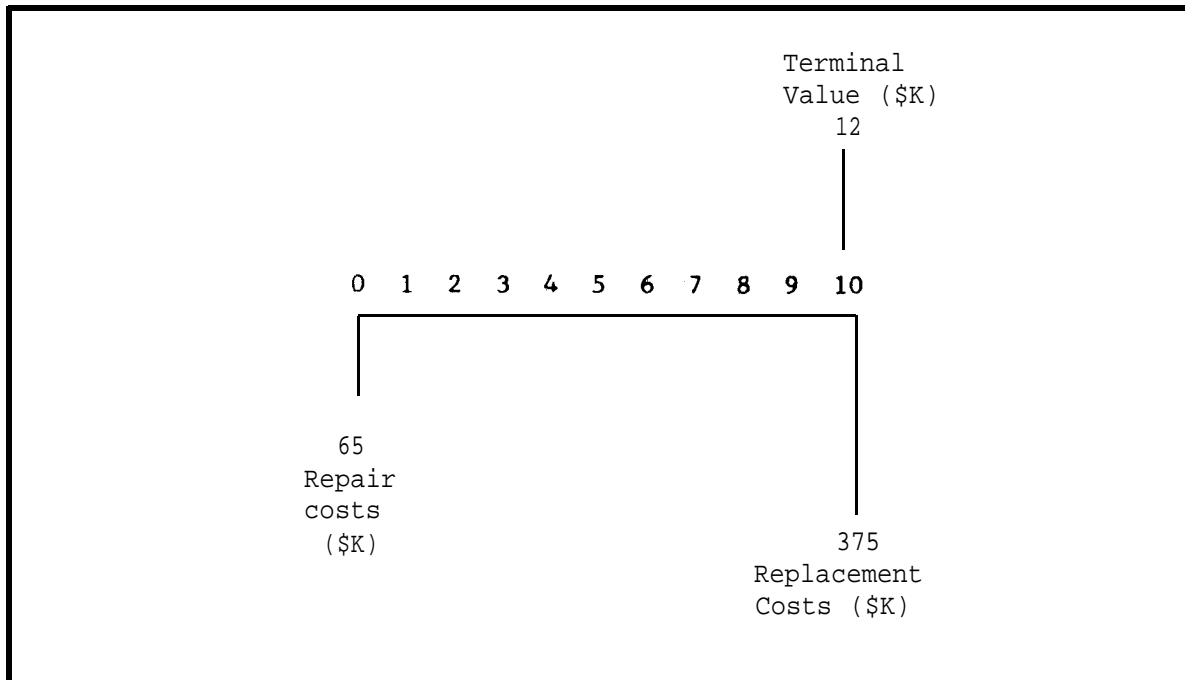 Terminal
Value ($K)
12
0 1 2 3 4 5 6 7 8 9 10
65
Repair
costs
($K)
375
Replacement
Costs ($K)